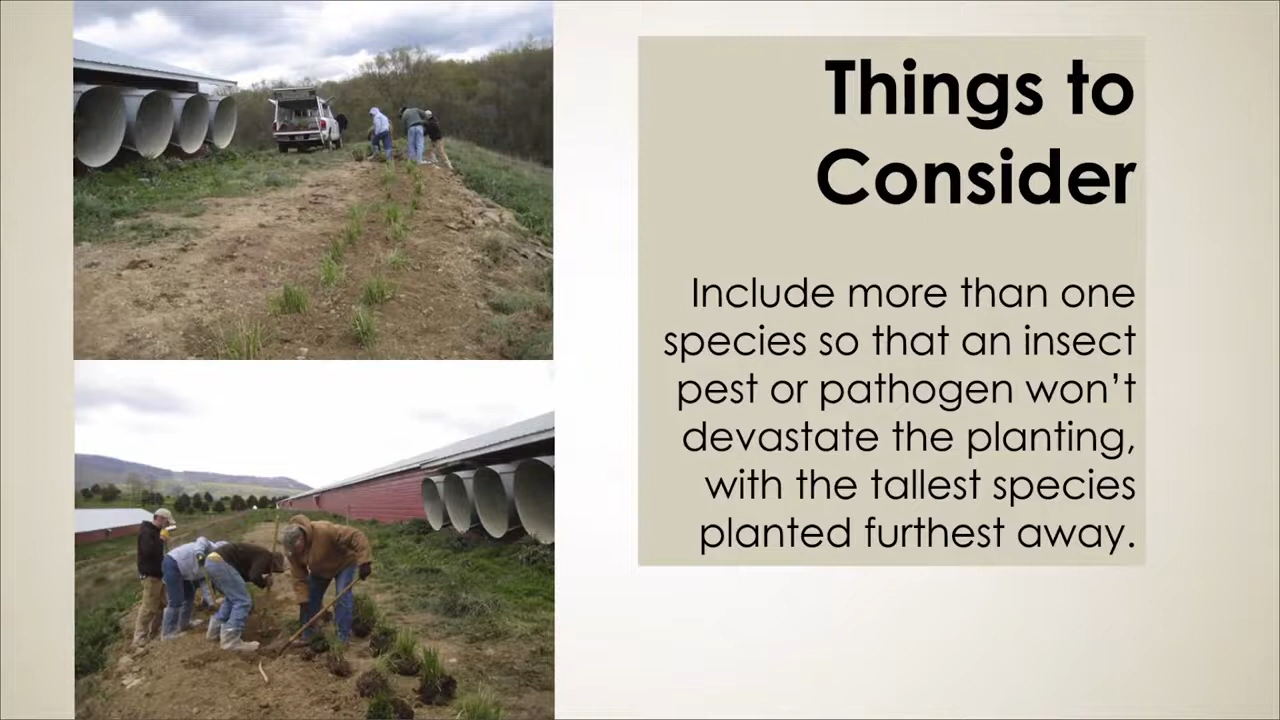 Things to
Consider
Include more than one
species so that an insect
pest or pathogen won’t
devastate the planting,
with the tallest species
planted furthest away.